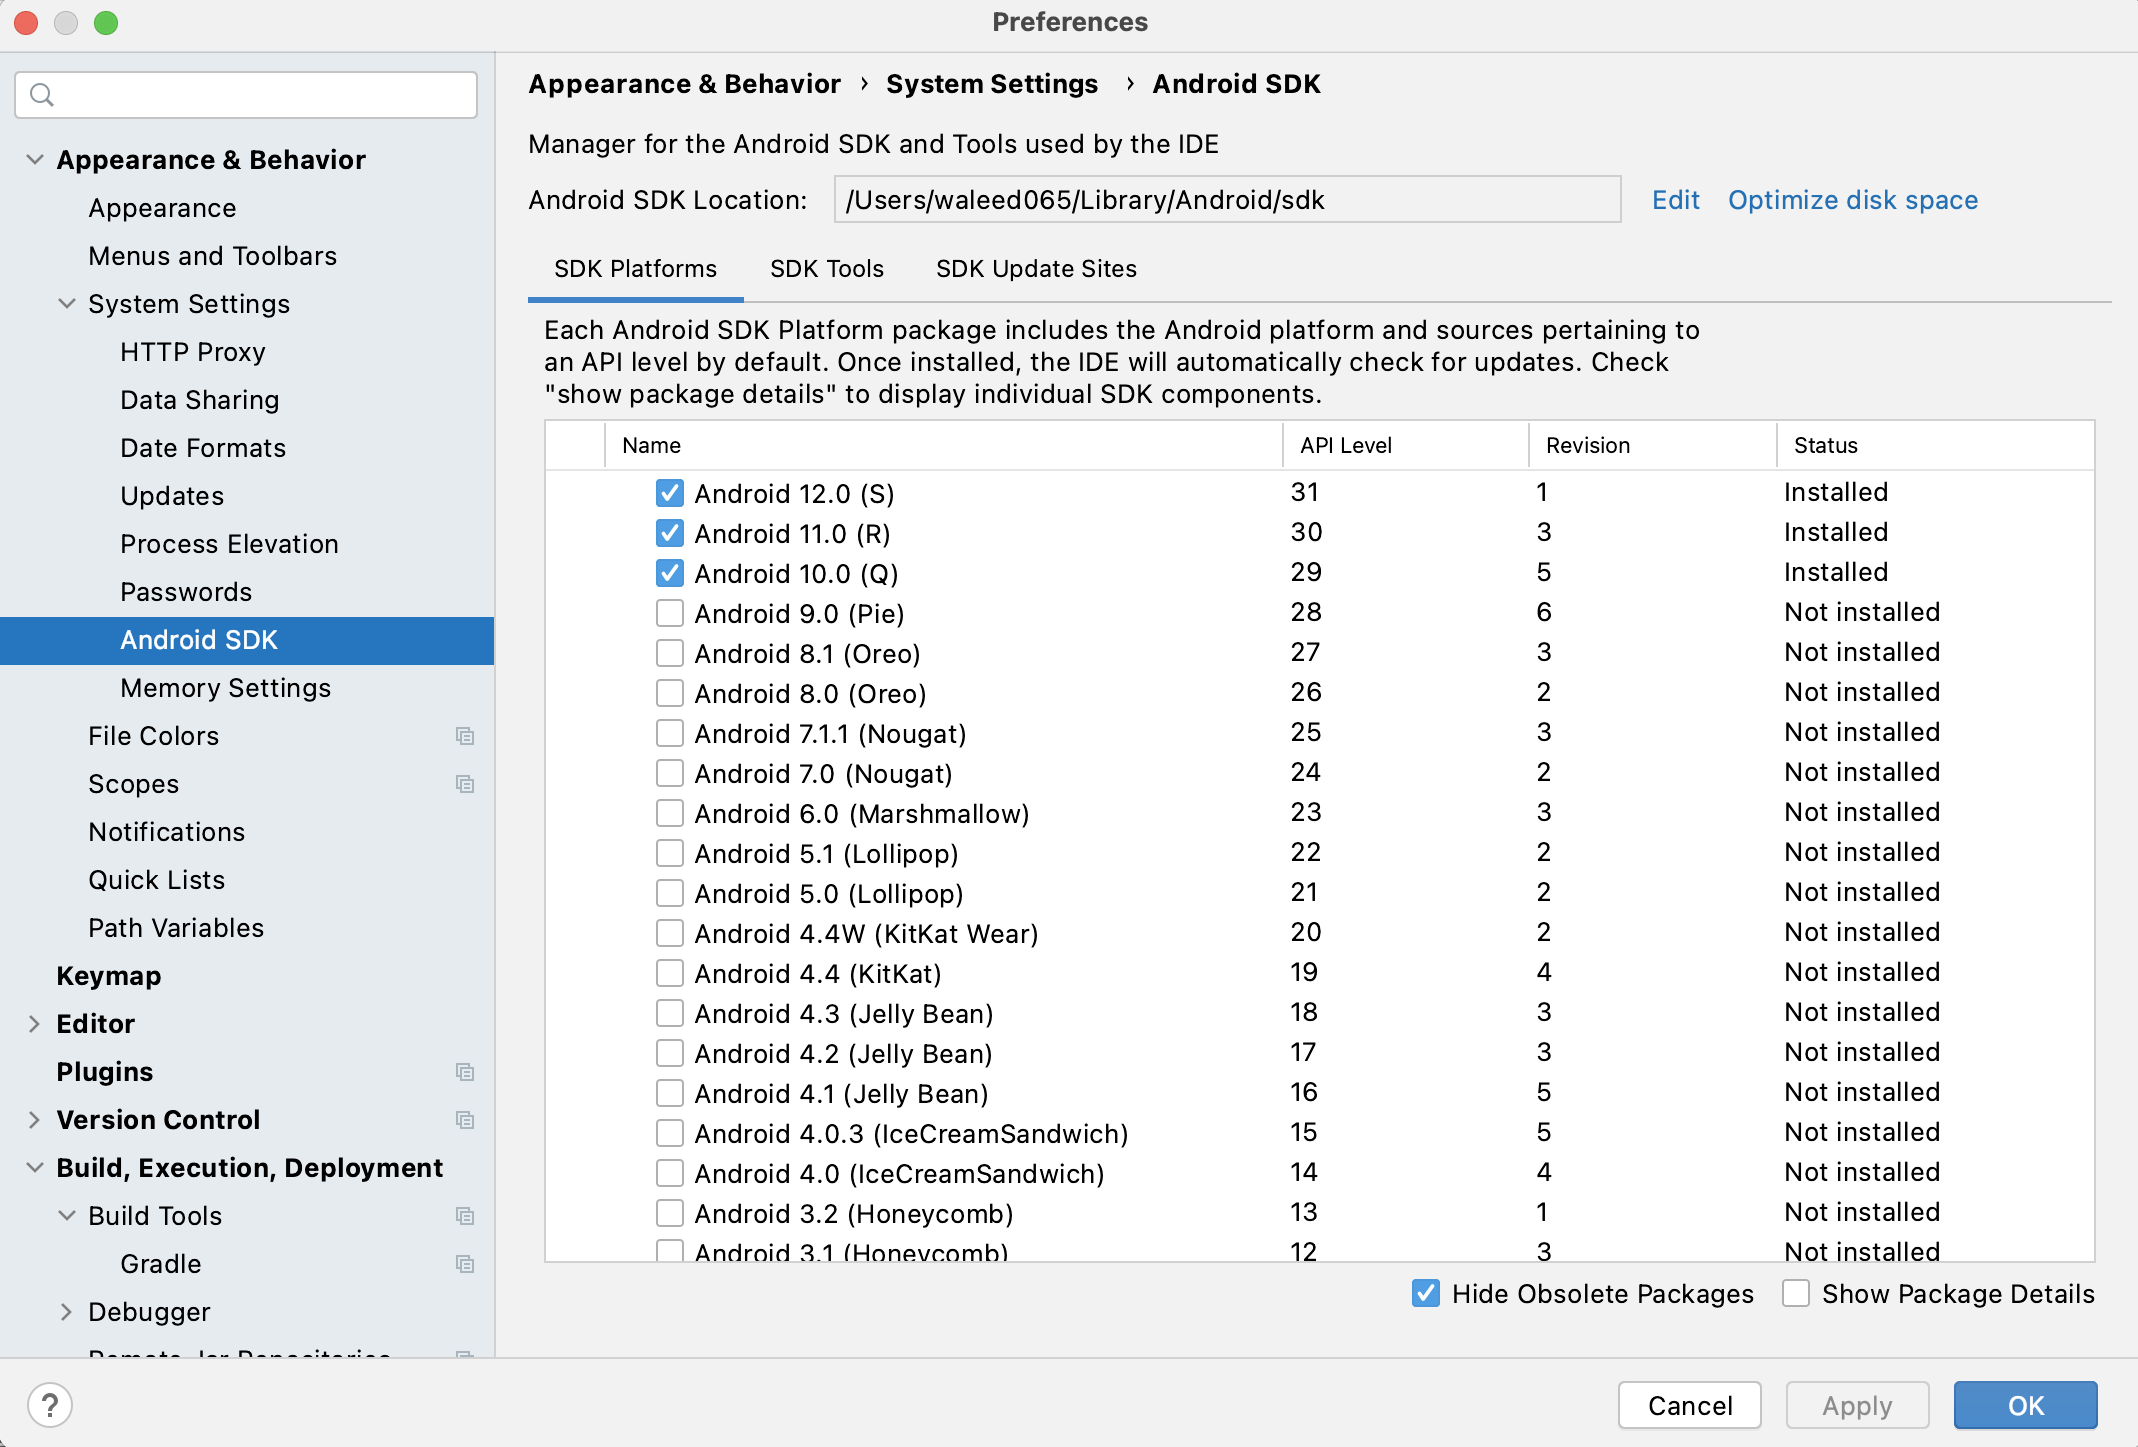 Preferences
Appearance & Behavior
Appearance
Menus and Toolbars
System Settings
HTTP Proxy
Data Sharing
Date Formats
Updates
Process Elevation
Passwords
Android SDK
Memory Settings
File Colors
Scopes
Notifications
Quick Lists
Path Variables
Keymap
Editor
Plugins
Version Control
Build, Execution, Deployment
Build Tools
Gradle
Debugger
Remote Jar Repositories
?
Appearance & Behavior › System Settings › Android SDK
Manager for the Android SDK and Tools used by the IDE
Android SDK Location: /Users/waleed065/Library/Android/sdk Edit Optimize disk space
SDK Platforms SDK Tools SDK Update Sites
Each Android SDK Platform package includes the Android platform and sources pertaining to
an API level by default. Once installed, the IDE will automatically check for updates. Check
"show package details" to display individual SDK components.
Name API Level Revision Status
Android 12.0 (S) 31 1 Installed
Android 11.0 (R) 30 3 Installed
Android 10.0 (Q) 29 5 Installed
Android 9.0 (Pie) 28 6 Not installed
Android 8.1 (Oreo) 27 3 Not installed
Android 8.0 (Oreo) 26 2 Not installed
Android 7.1.1 (Nougat) 25 3 Not installed
Android 7.0 (Nougat) 24 2 Not installed
Android 6.0 (Marshmallow) 23 3 Not installed
Android 5.1 (Lollipop) 22 2 Not installed
Android 5.0 (Lollipop) 21 2 Not installed
Android 4.4W (KitKat Wear) 20 2 Not installed
Android 4.4 (KitKat) 19 4 Not installed
Android 4.3 (Jelly Bean) 18 3 Not installed
Android 4.2 (Jelly Bean) 17 3 Not installed
Android 4.1 (Jelly Bean) 16 5 Not installed
Android 4.0.3 (IceCreamSandwich) 15 5 Not installed
Android 4.0 (IceCreamSandwich) 14 4 Not installed
Android 3.2 (Honeycomb) 13 1 Not installed
Android 3.1 (Honeycomb) 12 3 Not installed
Hide Obsolete Packages Show Package Details
Cancel Apply OK